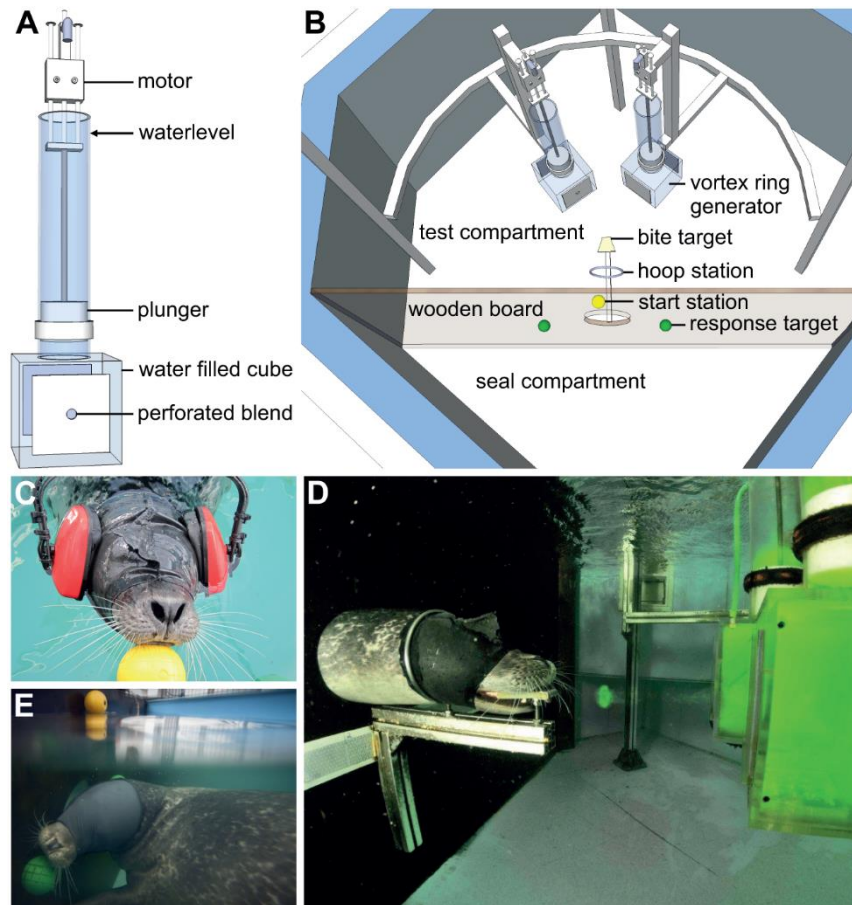 A
motor
waterlevel
plunger
water filled cube
perforated blend
B
vortex ring
generator
test compartment
bite target
hoop station
wooden board
start station
response target
seal compartment
C
D
E